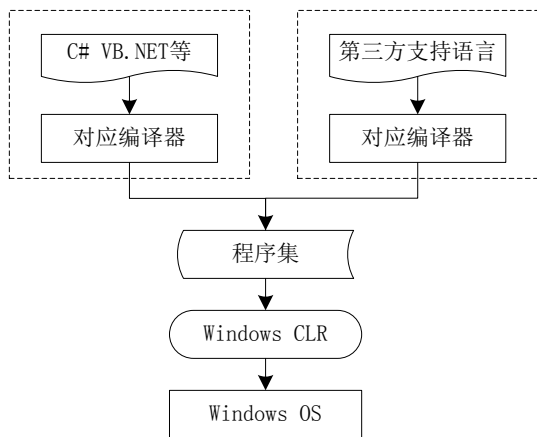 C# VB.NET等
第三方支持语言
对应编译器
对应编译器
程序集
Windows CLR
Windows OS